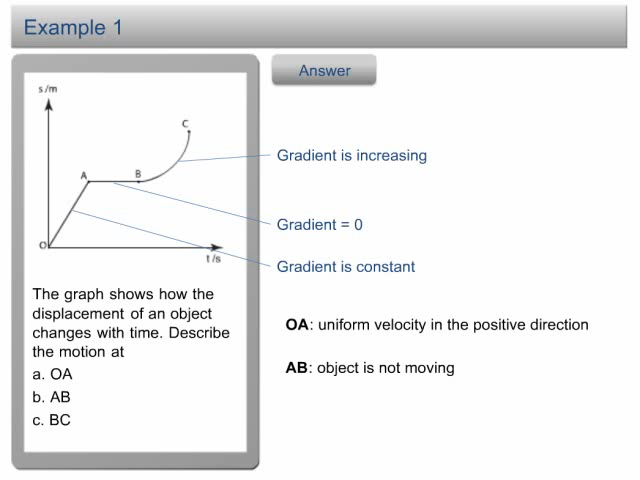 Example 1
Answer
s/m
C
A
B
O
t/s
Gradient is increasing
Gradient = 0
Gradient is constant
The graph shows how the
displacement of an object
changes with time. Describe
the motion at
a. OA
b. AB
c. BC
OA: uniform velocity in the positive direction
AB: object is not moving